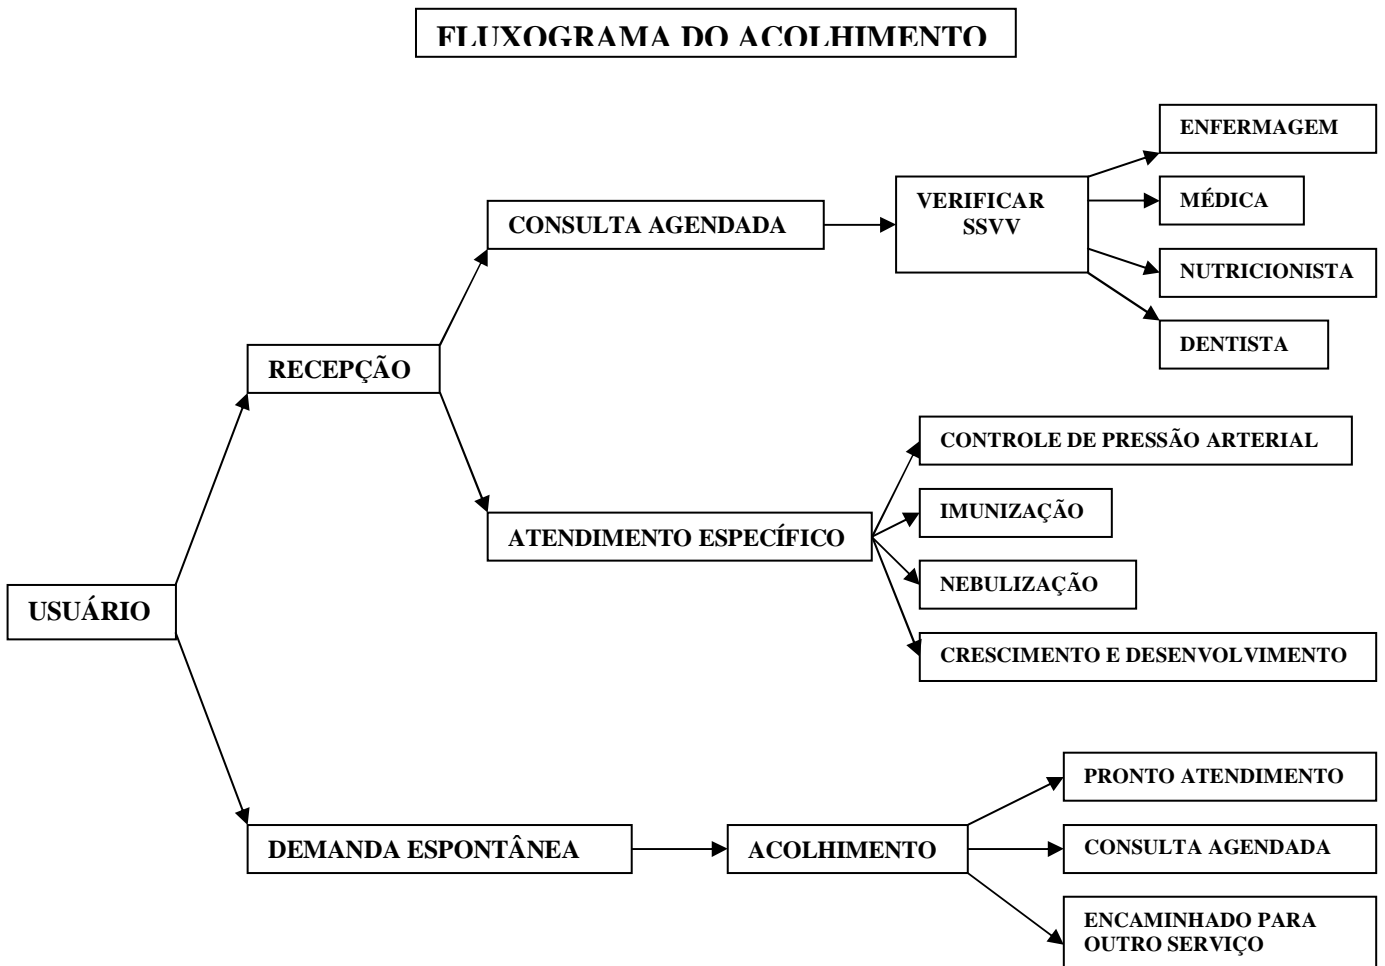 FLUXOGRAMA DO ACOLHIMENTO
ENFERMAGEM
VERIFICAR
SSVV
MÉDICA
CONSULTA AGENDADA
NUTRICIONISTA
DENTISTA
RECEPÇÃO
CONTROLE DE PRESSÃO ARTERIAL
IMUNIZAÇÃO
ATENDIMENTO ESPECÍFICO
NEBULIZAÇÃO
USUÁRIO
CRESCIMENTO E DESENVOLVIMENTO
PRONTO ATENDIMENTO
DEMANDA ESPONTÂNEA
ACOLHIMENTO
CONSULTA AGENDADA
ENCAMINHADO PARA
OUTRO SERVIÇO